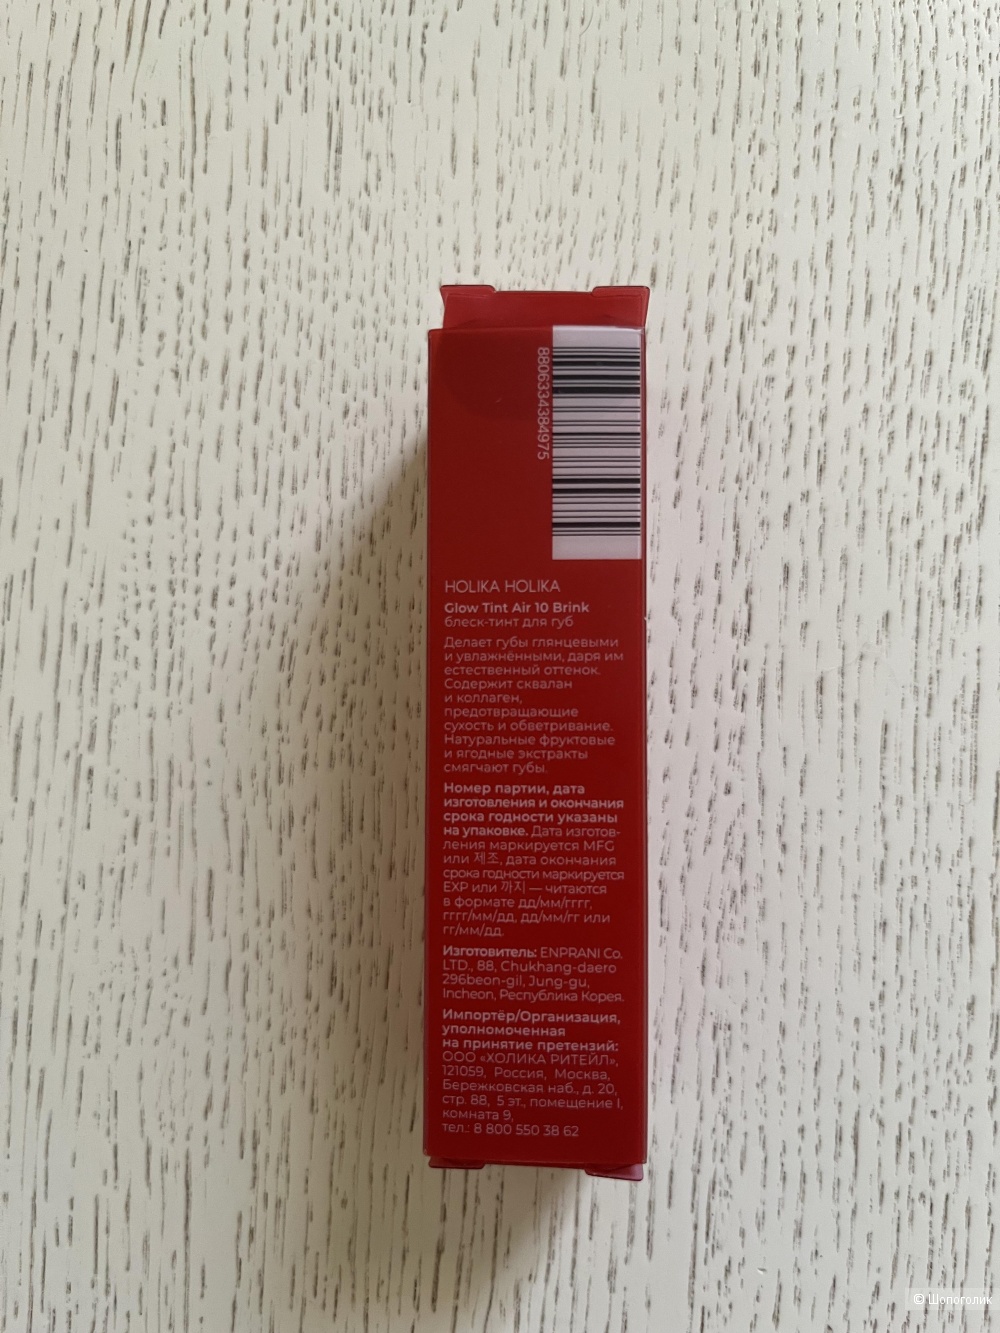 8806334384975
HOLIKA HOLIKA
Glow Tint Air 10 Brink
блеск-тинт для губ
Делает губы глянцевыми
и увлажнёнными, даря им
естественный оттенок.
Содержит сквалан
и коллаген,
предотвращающие
сухость и обветривание.
Натуральные фруктовые
и ягодные экстракты
смягчают губы.
Номер партии, дата
изготовления и окончания
срока годности указаны
на упаковке. Дата изготов-
ления маркируется MFG
или 제조, дата окончания
срока годности маркируется
EXP или 까지 — читаются
в формате дд/мм/гггг,
гггг/мм/дд, дд/мм/гг или
гг/мм/дд.
Изготовитель: ENPRANI Co.
LTD., 88, Chukhang-daero
296beon-gil, Jung-gu,
Incheon, Республика Корея.
Импортёр/Организация,
уполномоченная
на принятие претензий:
ООО «ХОЛИКА РИТЕЙЛ»,
121059, Россия, Москва,
Бережковская наб., д. 20,
стр. 88, 5 эт., помещение I,
комната 9,
тел.: 8 800 550 38 62
© Шопоголик